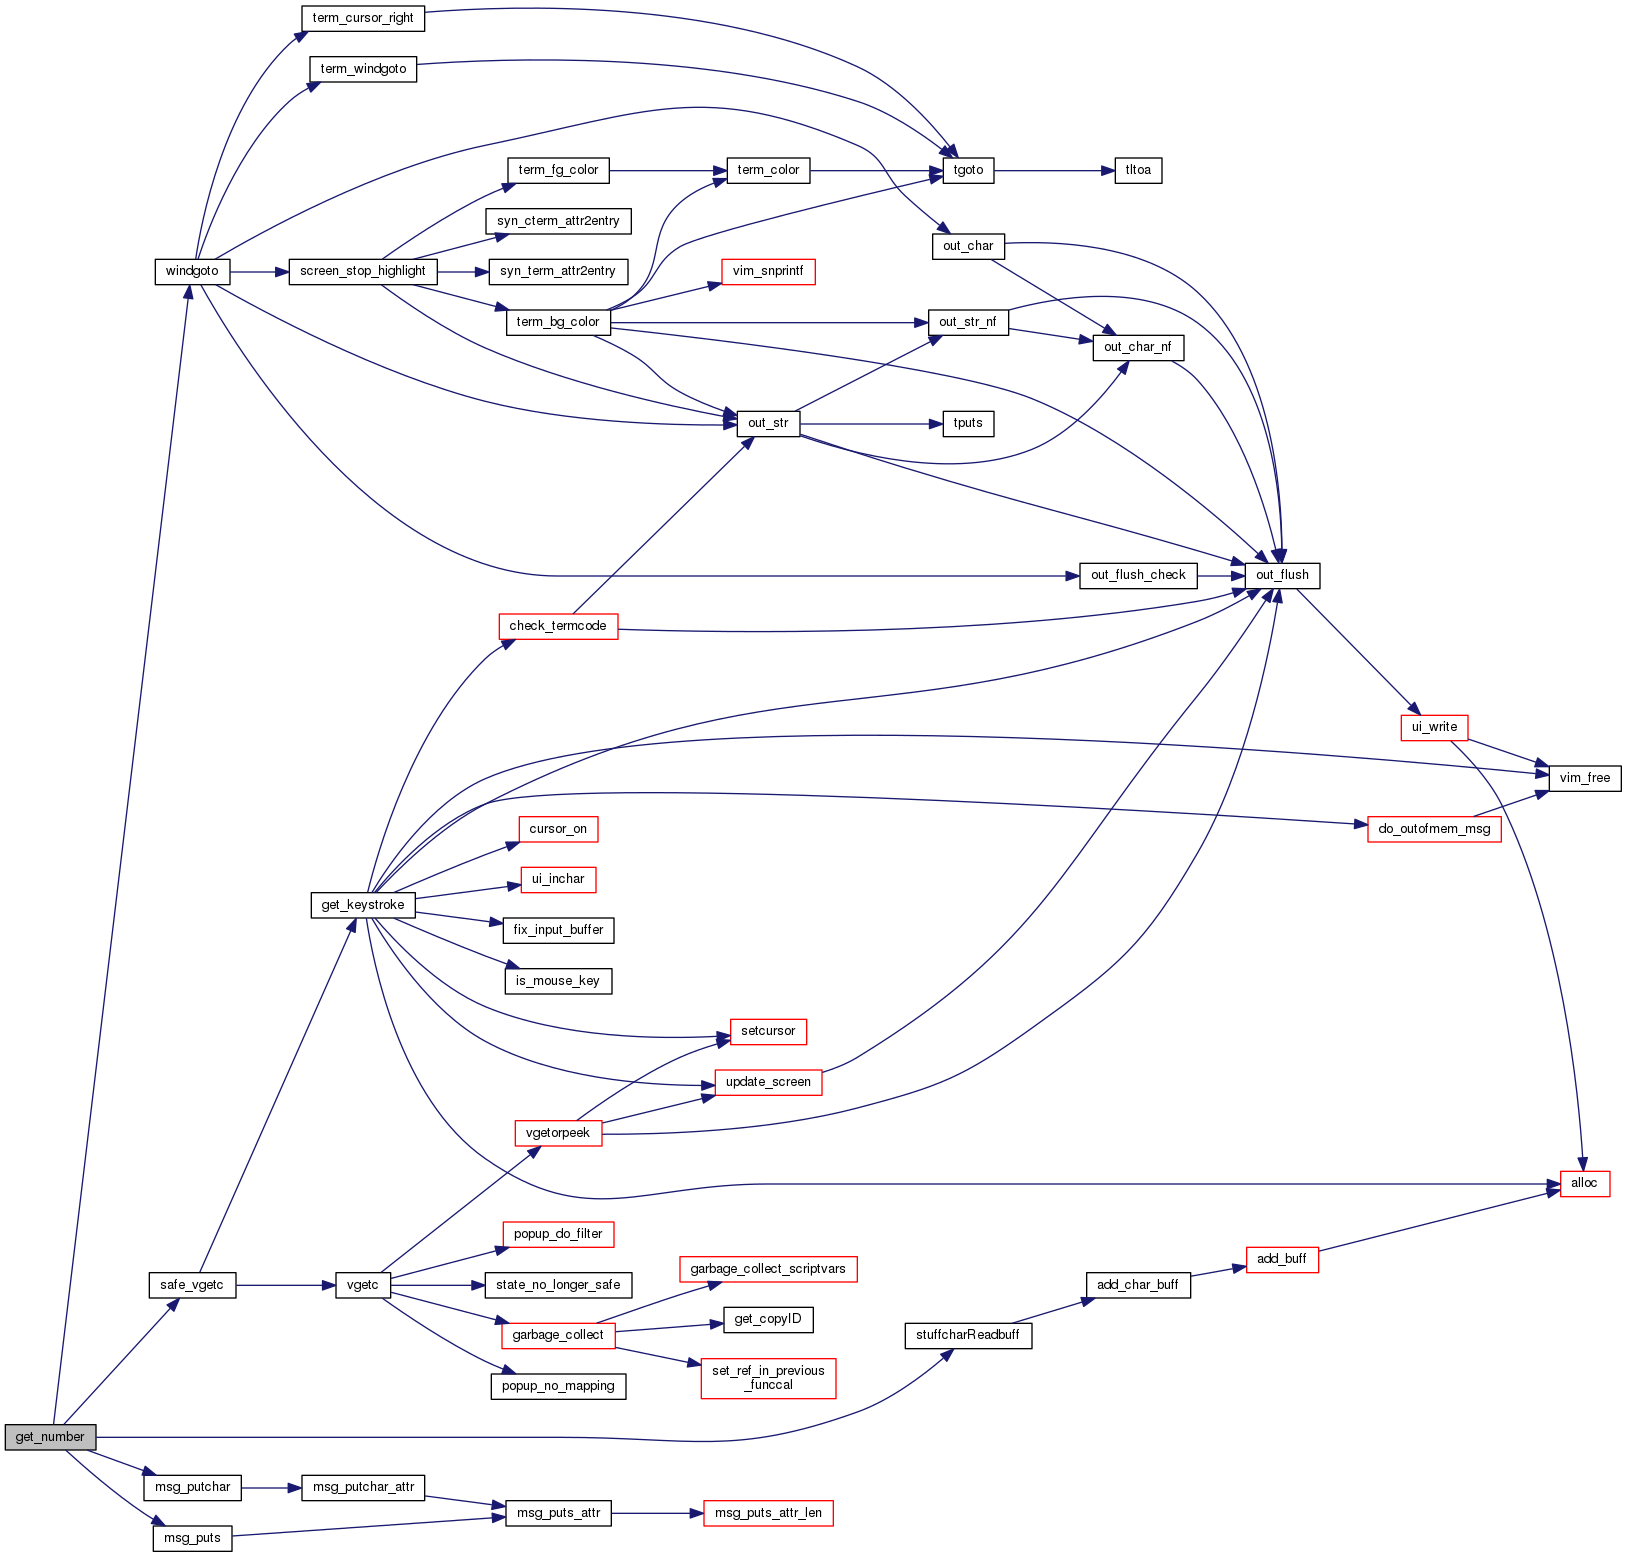 term_cursor_right
term_windgoto
term_fg_color
term_color
tgoto
tltoa
syn_cterm_attr2entry
out_char
windgoto
screen_stop_highlight
syn_term_attr2entry
vim_snprintf
term_bg_color
out_str_nf
out_char_nf
out_str
tputs
out_flush_check
out_flush
check_termcode
ui_write
vim_free
cursor_on
do_outofmem_msg
ui_inchar
get_keystroke
fix_input_buffer
is_mouse_key
setcursor
update_screen
vgetorpeek
alloc
popup_do_filter
add_buff
garbage_collect_scriptvars
safe_vgetc
vgetc
state_no_longer_safe
add_char_buff
get_copyID
garbage_collect
stuffcharReadbuff
set_ref_in_previous
_funccal
popup_no_mapping
get_number
msg_putchar
msg_putchar_attr
msg_puts_attr
msg_puts_attr_len
msg_puts